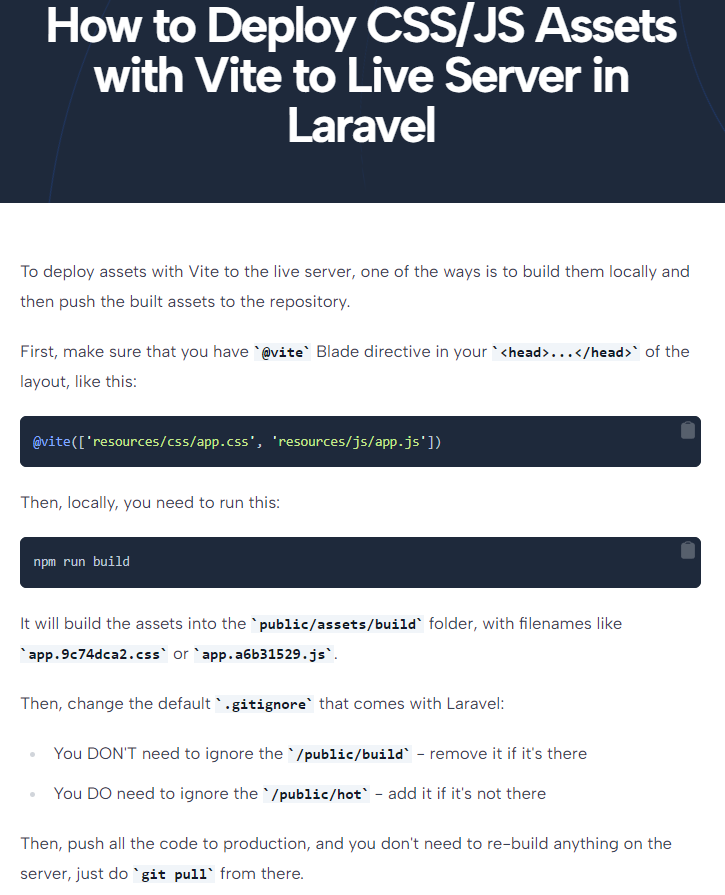 How to Deploy CSS/JS Assets
with Vite to Live Server in
Laravel
To deploy assets with Vite to the live server, one of the ways is to build them locally and
then push the built assets to the repository.
First, make sure that you have `@vite` Blade directive in your `<head>...</head>` of the
layout, like this:
@vite(['resources/css/app.css', 'resources/js/app.js'])
Then, locally, you need to run this:
npm run build
It will build the assets into the `public/assets/build` folder, with filenames like
`app.9c74dca2.css` or `app.a6b31529.js`.
Then, change the default `.gitignore` that comes with Laravel:
You DON'T need to ignore the `/public/build` – remove it if it's there
You DO need to ignore the `/public/hot` – add it if it's not there
Then, push all the code to production, and you don't need to re-build anything on the
server, just do `git pull` from there.